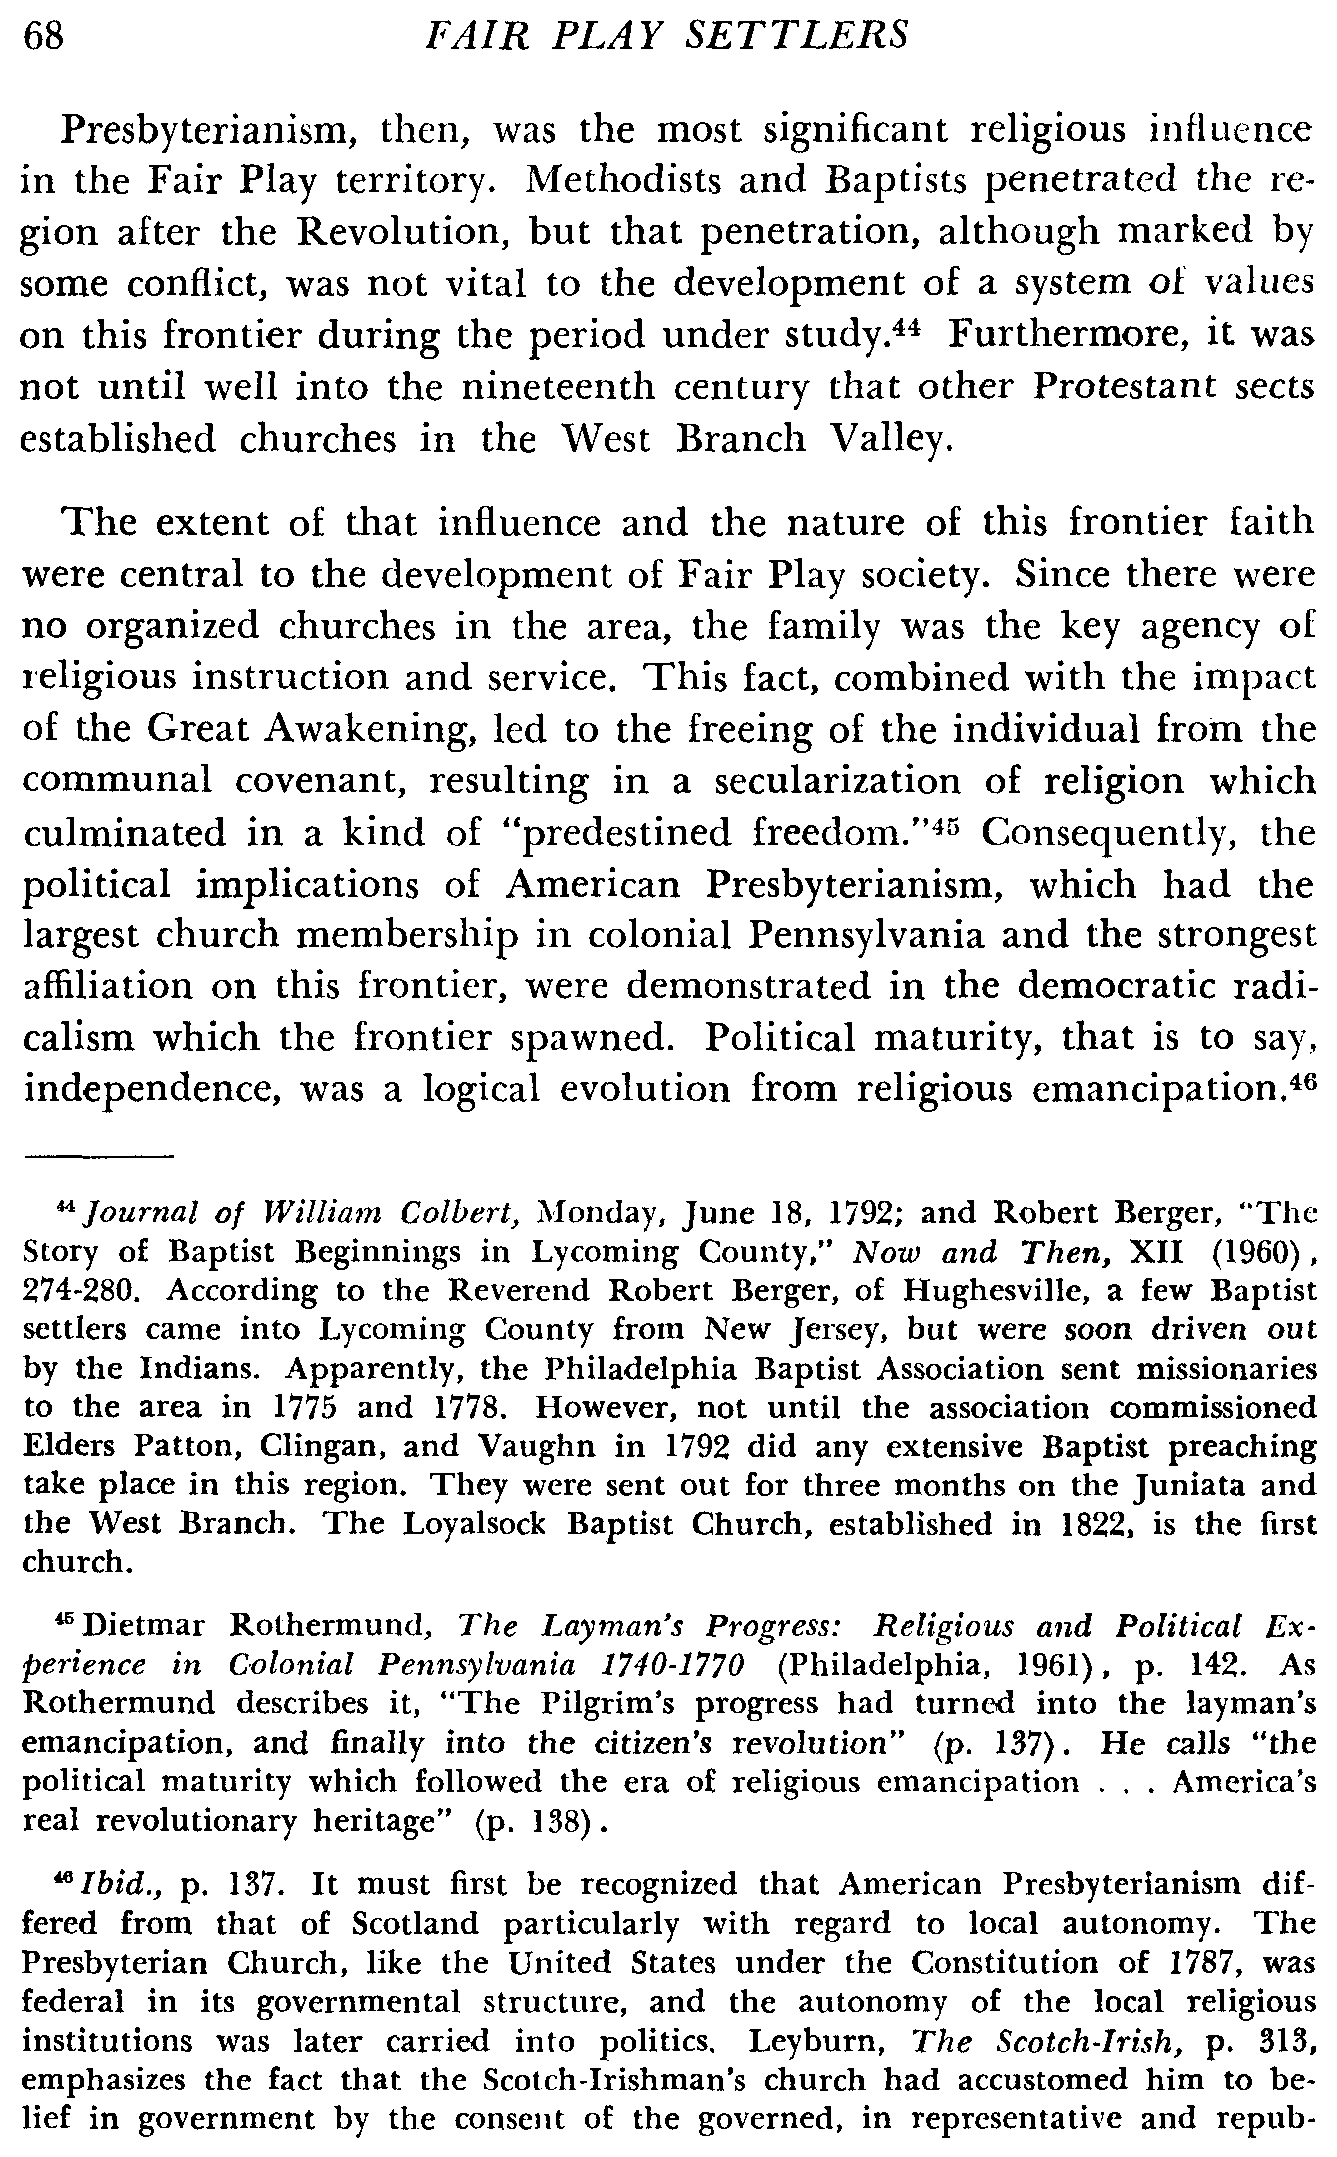 68 FAIR PLAY SETTLERS
Presbyterianism, then, was the most significant religious influence
in the Fair Play territory. Methodists and Baptists penetrated the re-
gion after the Revolution, but that penetration, although marked by
some conflict, was not vital to the development of a system of values
on this frontier during the period under study.⁴⁴ Furthermore, it was
not until well into the nineteenth century that other Protestant sects
established churches in the West Branch Valley.
The extent of that influence and the nature of this frontier faith
were central to the development of Fair Play society. Since there were
no organized churches in the area, the family was the key agency of
religious instruction and service. This fact, combined with the impact
of the Great Awakening, led to the freeing of the individual from the
communal covenant, resulting in a secularization of religion which
culminated in a kind of "predestined freedom."⁴⁵ Consequently, the
political implications of American Presbyterianism, which had the
largest church membership in colonial Pennsylvania and the strongest
affiliation on this frontier, were demonstrated in the democratic radi-
calism which the frontier spawned. Political maturity, that is to say,
independence, was a logical evolution from religious emancipation.⁴⁶
⁴⁴ Journal of William Colbert, Monday, June 18, 1792; and Robert Berger, "The
Story of Baptist Beginnings in Lycoming County," Now and Then, XII (1960),
274-280. According to the Reverend Robert Berger, of Hughesville, a few Baptist
settlers came into Lycoming County from New Jersey, but were soon driven out
by the Indians. Apparently, the Philadelphia Baptist Association sent missionaries
to the area in 1775 and 1778. However, not until the association commissioned
Elders Patton, Clingan, and Vaughn in 1792 did any extensive Baptist preaching
take place in this region. They were sent out for three months on the Juniata and
the West Branch. The Loyalsock Baptist Church, established in 1822, is the first
church.
⁴⁵ Dietmar Rothermund, The Layman's Progress: Religious and Political Ex-
perience in Colonial Pennsylvania 1740-1770 (Philadelphia, 1961), p. 142. As
Rothermund describes it, "The Pilgrim's progress had turned into the layman's
emancipation, and finally into the citizen's revolution" (p. 137). He calls "the
political maturity which followed the era of religious emancipation . . . America's
real revolutionary heritage" (p. 138).
⁴⁶ Ibid., p. 137. It must first be recognized that American Presbyterianism dif-
fered from that of Scotland particularly with regard to local autonomy. The
Presbyterian Church, like the United States under the Constitution of 1787, was
federal in its governmental structure, and the autonomy of the local religious
institutions was later carried into politics. Leyburn, The Scotch-Irish, p. 313,
emphasizes the fact that the Scotch-Irishman's church had accustomed him to be-
lief in government by the consent of the governed, in representative and repub-